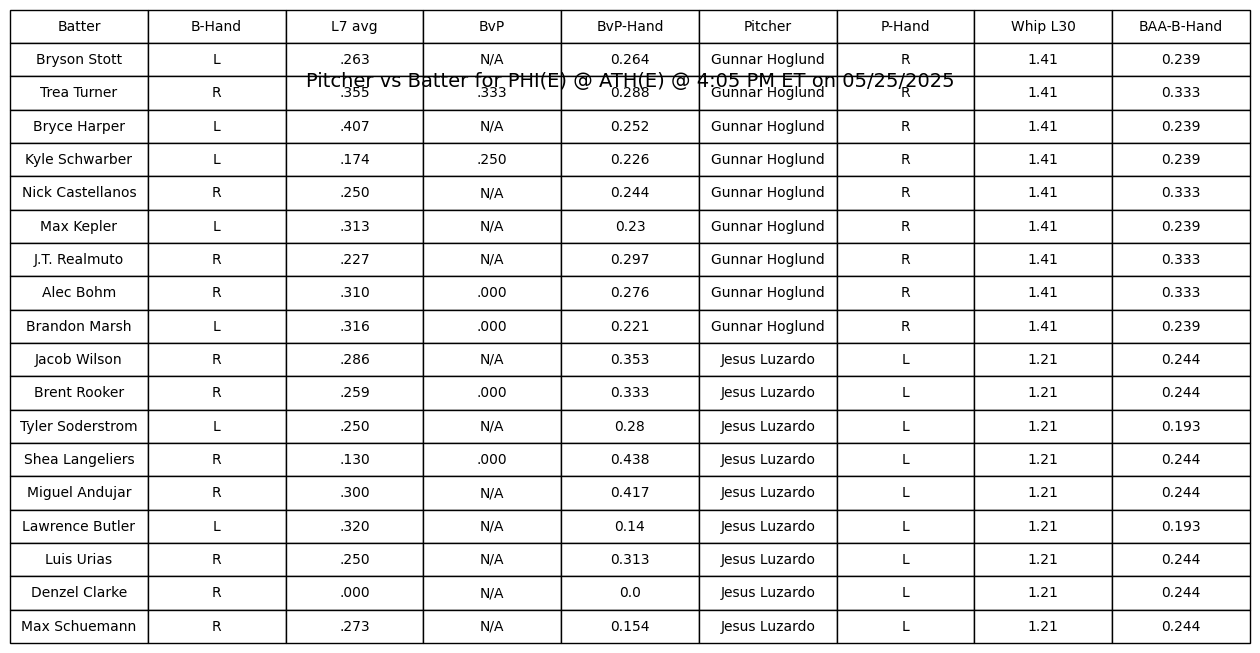 Batter B-Hand L7 avg BvP BvP-Hand Pitcher P-Hand Whip L30 BAA-B-Hand
Bryson Stott L .263 N/A 0.264 Gunnar Hoglund R 1.41 0.239
Pitcher vs Batter for PHI(E) @ ATH(E) @ 4:05 PM ET on 05/25/2025
Trea Turner R .355 .333 0.288 Gunnar Hoglund R 1.41 0.333
Bryce Harper L .407 N/A 0.252 Gunnar Hoglund R 1.41 0.239
Kyle Schwarber L .174 .250 0.226 Gunnar Hoglund R 1.41 0.239
Nick Castellanos R .250 N/A 0.244 Gunnar Hoglund R 1.41 0.333
Max Kepler L .313 N/A 0.23 Gunnar Hoglund R 1.41 0.239
J.T. Realmuto R .227 N/A 0.297 Gunnar Hoglund R 1.41 0.333
Alec Bohm R .310 .000 0.276 Gunnar Hoglund R 1.41 0.333
Brandon Marsh L .316 .000 0.221 Gunnar Hoglund R 1.41 0.239
Jacob Wilson R .286 N/A 0.353 Jesus Luzardo L 1.21 0.244
Brent Rooker R .259 .000 0.333 Jesus Luzardo L 1.21 0.244
Tyler Soderstrom L .250 N/A 0.28 Jesus Luzardo L 1.21 0.193
Shea Langeliers R .130 .000 0.438 Jesus Luzardo L 1.21 0.244
Miguel Andujar R .300 N/A 0.417 Jesus Luzardo L 1.21 0.244
Lawrence Butler L .320 N/A 0.14 Jesus Luzardo L 1.21 0.193
Luis Urias R .250 N/A 0.313 Jesus Luzardo L 1.21 0.244
Denzel Clarke R .000 N/A 0.0 Jesus Luzardo L 1.21 0.244
Max Schuemann R .273 N/A 0.154 Jesus Luzardo L 1.21 0.244